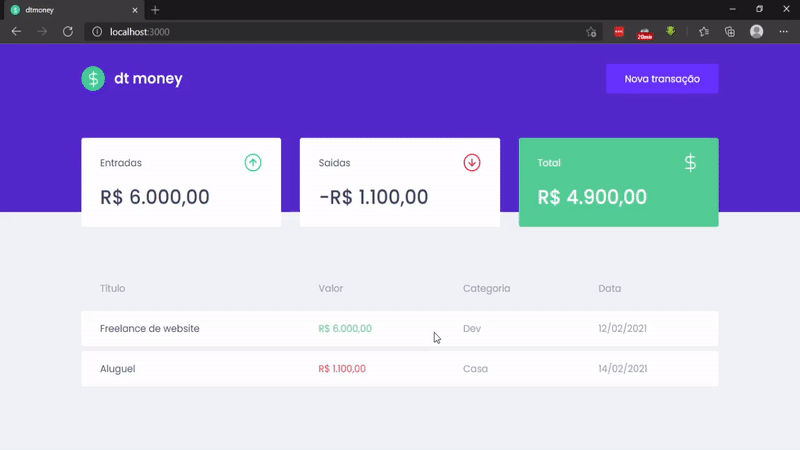 dtmoney
localhost:3000
20min
dt money
Nova transação
Entradas
Saidas
Total
R$ 6.000,00
-R$ 1.100,00
R$ 4.900,00
Título Valor Categoria Data
Freelance de website R$ 6.000,00 Dev 12/02/2021
Aluguel R$ 1.100,00 Casa 14/02/2021